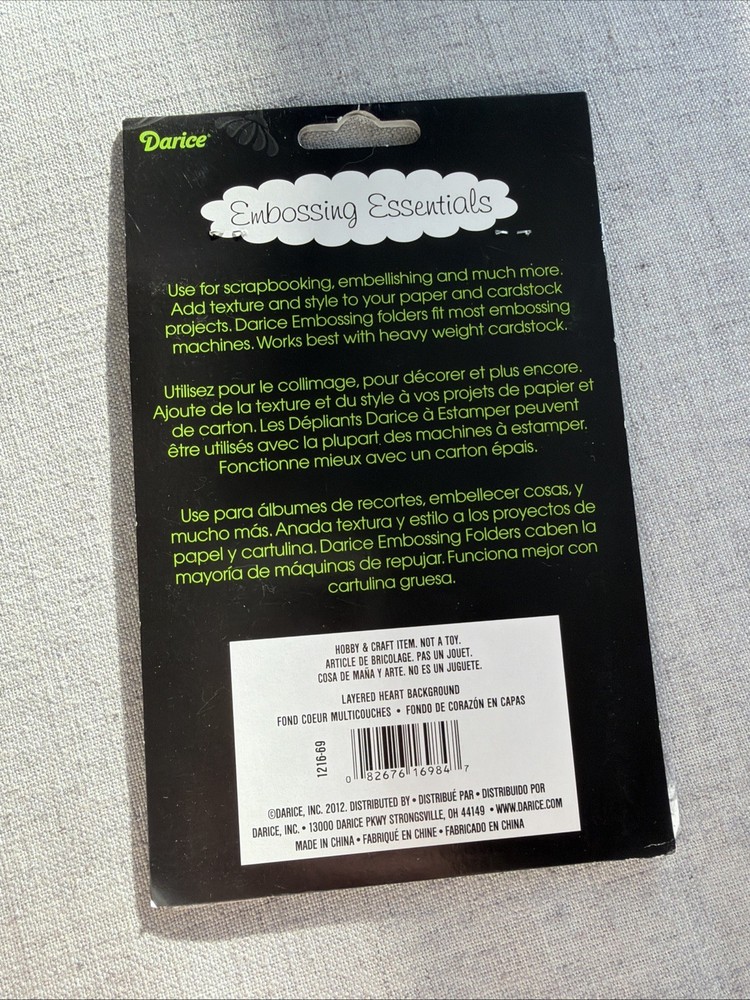 Darice
Embossing Essentials
Use for scrapbooking, embellishing and much more.
Add texture and style to your paper and cardstock
projects. Darice Embossing folders fit most embossing
machines. Works best with heavy weight cardstock.
Utilisez pour le collimage, pour décorer et plus encore.
Ajoute de la texture et du style à vos projets de papier et
de carton. Les Dépliants Darice à Estamper peuvent
être utilisés avec la plupart des machines à estamper.
Fonctionne mieux avec un carton épais.
Use para álbumes de recortes, embellecer cosas, y
mucho más. Anada textura y estilo a los proyectos de
papel y cartulina. Darice Embossing Folders caben la
mayoría de máquinas de repujar. Funciona mejor con
cartulina gruesa.
HOBBY & CRAFT ITEM. NOT A TOY.
ARTICLE DE BRICOLAGE. PAS UN JOUET.
COSA DE MAÑA Y ARTE. NO ES UN JUGUETE.
LAYERED HEART BACKGROUND
FOND COEUR MULTICOUCHES • FONDO DE CORAZÓN EN CAPAS
1216-69
0 82676 16984 7
©DARICE, INC. 2012. DISTRIBUTED BY • DISTRIBUÉ PAR • DISTRIBUIDO POR
DARICE, INC. • 13000 DARICE PKWY STRONGSVILLE, OH 44149 • WWW.DARICE.COM
MADE IN CHINA • FABRIQUÉ EN CHINE • FABRICADO EN CHINA